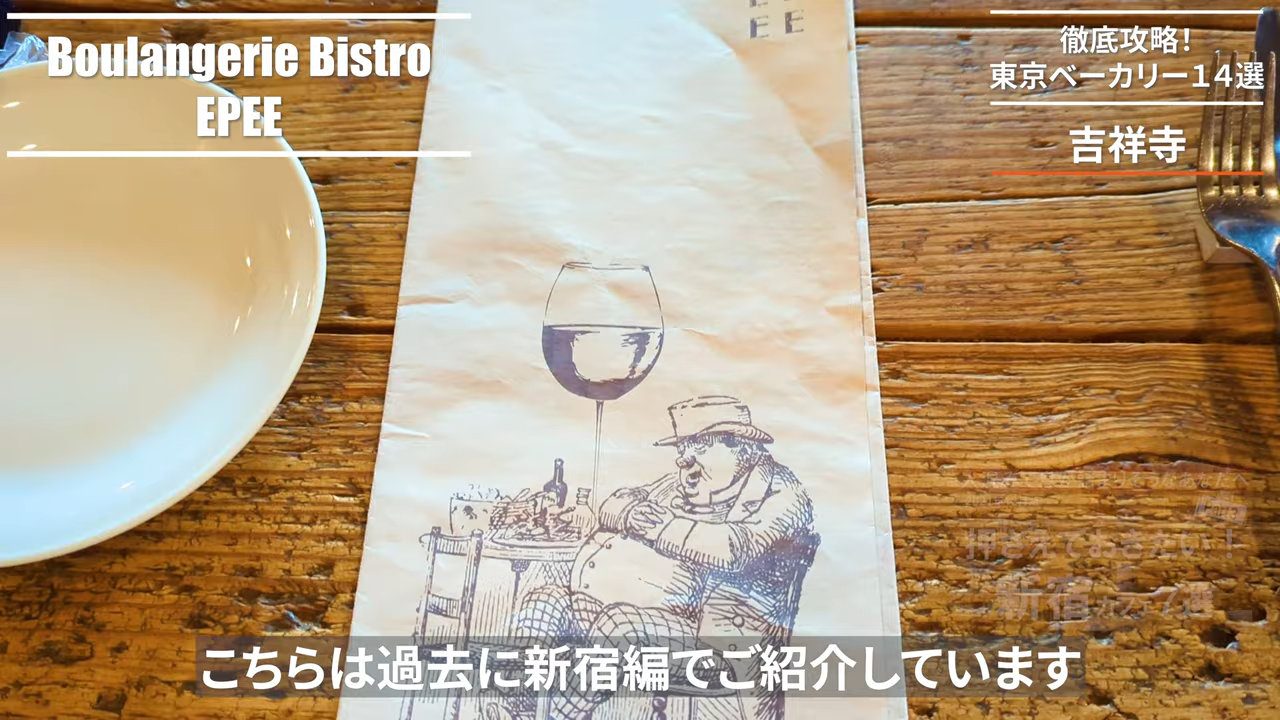 EE
Boulangerie Bistro
EPEE
徹底攻略！
東京ベーカリー14選
吉祥寺
押さえておきたい！
こちらは過去に新宿編でご紹介しています